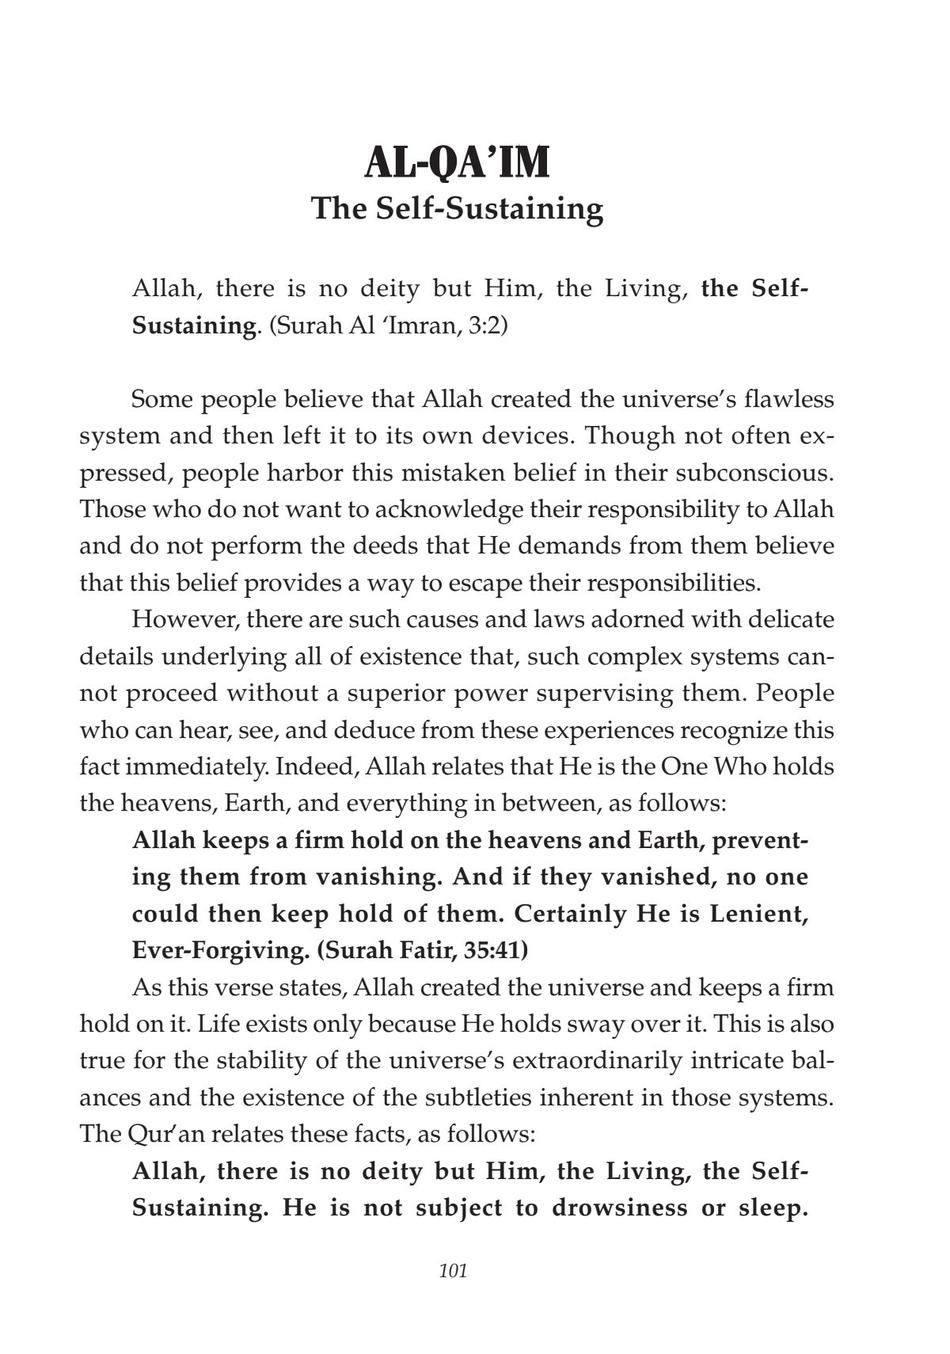 AL-QA’IM
The Self-Sustaining
Allah, there is no deity but Him, the Living, the Self-
Sustaining. (Surah Al ‘Imran, 3:2)
Some people believe that Allah created the universe’s flawless
system and then left it to its own devices. Though not often ex-
pressed, people harbor this mistaken belief in their subconscious.
Those who do not want to acknowledge their responsibility to Allah
and do not perform the deeds that He demands from them believe
that this belief provides a way to escape their responsibilities.
However, there are such causes and laws adorned with delicate
details underlying all of existence that, such complex systems can-
not proceed without a superior power supervising them. People
who can hear, see, and deduce from these experiences recognize this
fact immediately. Indeed, Allah relates that He is the One Who holds
the heavens, Earth, and everything in between, as follows:
Allah keeps a firm hold on the heavens and Earth, prevent-
ing them from vanishing. And if they vanished, no one
could then keep hold of them. Certainly He is Lenient,
Ever-Forgiving. (Surah Fatir, 35:41)
As this verse states, Allah created the universe and keeps a firm
hold on it. Life exists only because He holds sway over it. This is also
true for the stability of the universe’s extraordinarily intricate bal-
ances and the existence of the subtleties inherent in those systems.
The Qur’an relates these facts, as follows:
Allah, there is no deity but Him, the Living, the Self-
Sustaining. He is not subject to drowsiness or sleep.
101